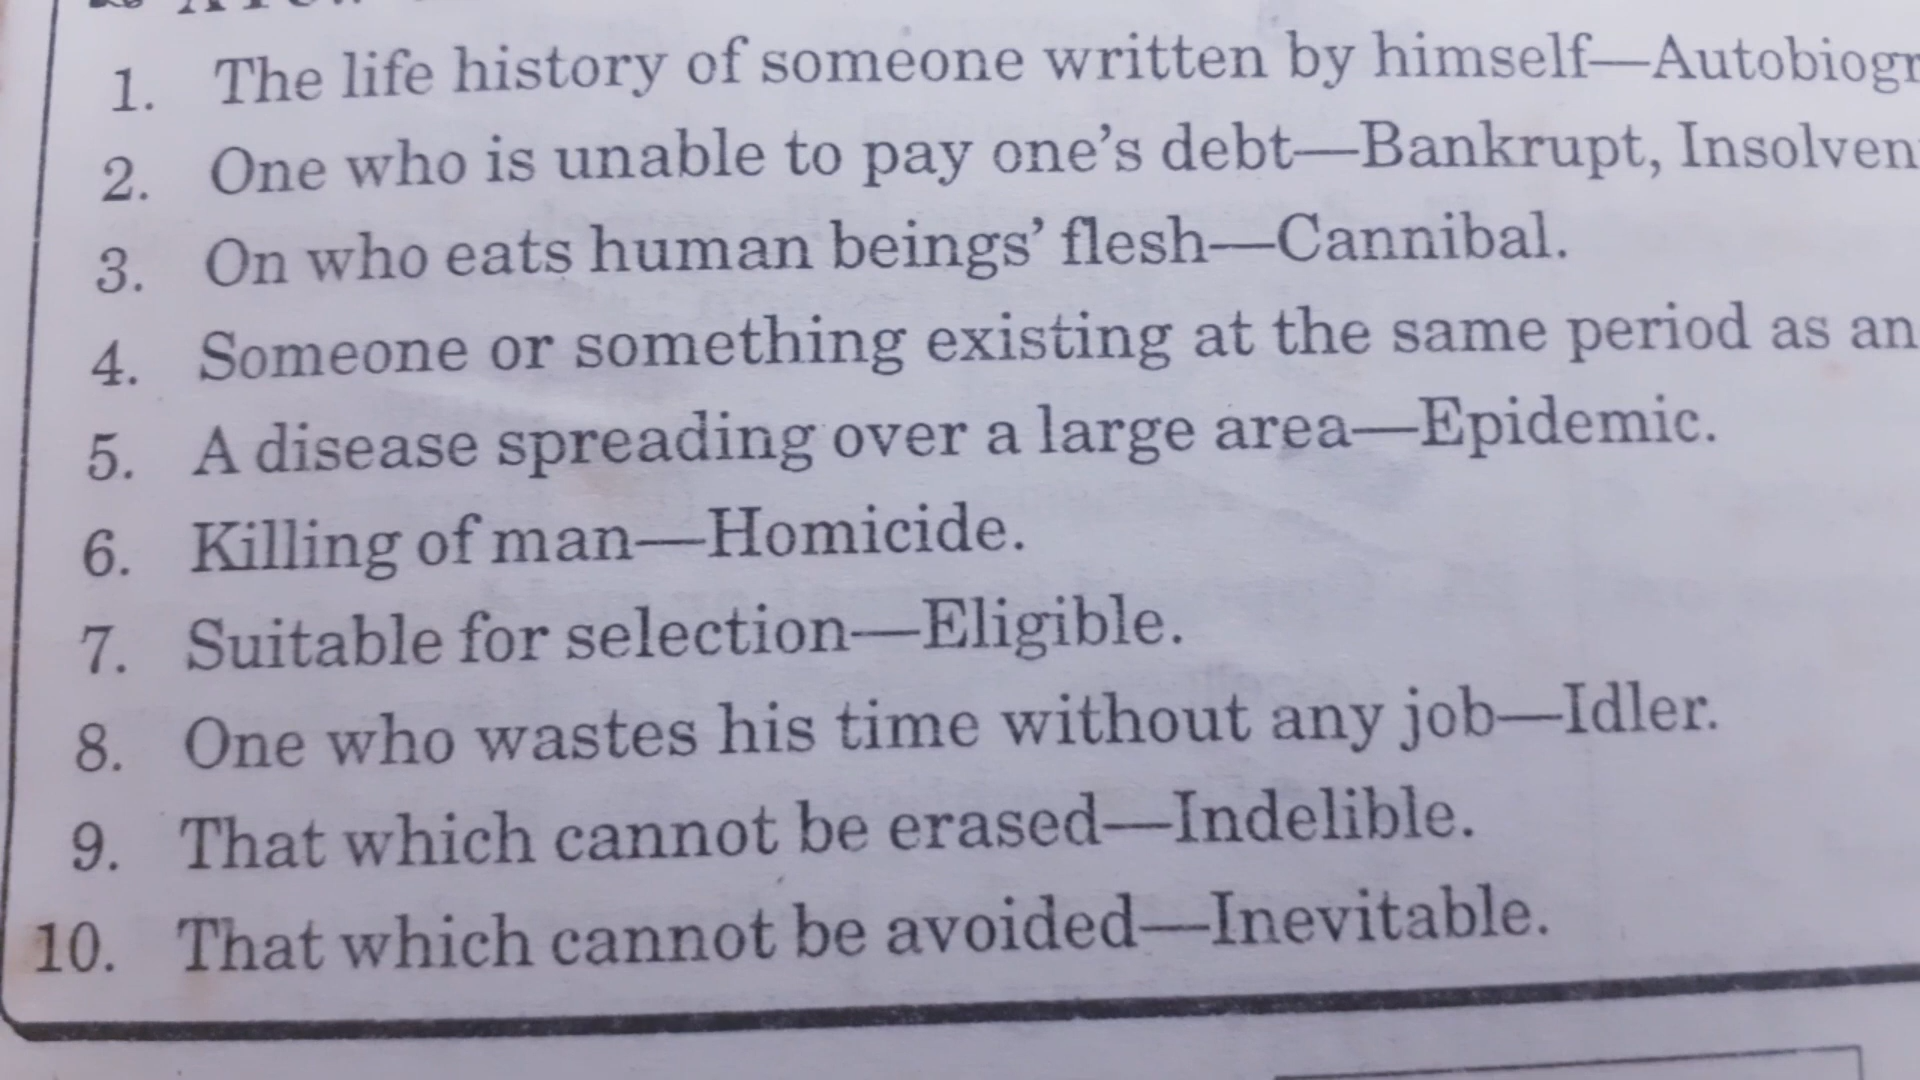 1. The life history of someone written by himself—Autobiogr
2. One who is unable to pay one's debt—Bankrupt, Insolven
3. On who eats human beings' flesh—Cannibal.
4. Someone or something existing at the same period as an
5. A disease spreading over a large area—Epidemic.
6. Killing of man—Homicide.
7. Suitable for selection—Eligible.
8. One who wastes his time without any job—Idler.
9. That which cannot be erased—Indelible.
10. That which cannot be avoided—Inevitable.